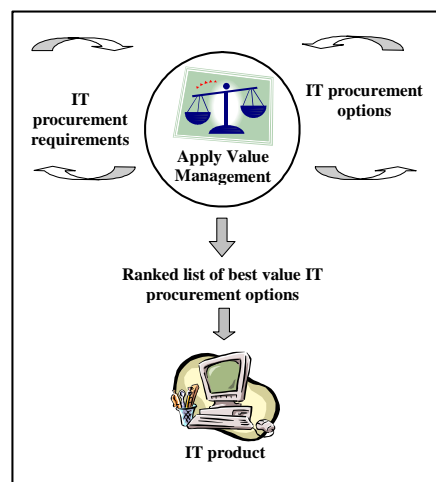 IT
procurement
requirements
IT procurement
options
Apply Value
Management
Ranked list of best value IT
procurement options
IT product